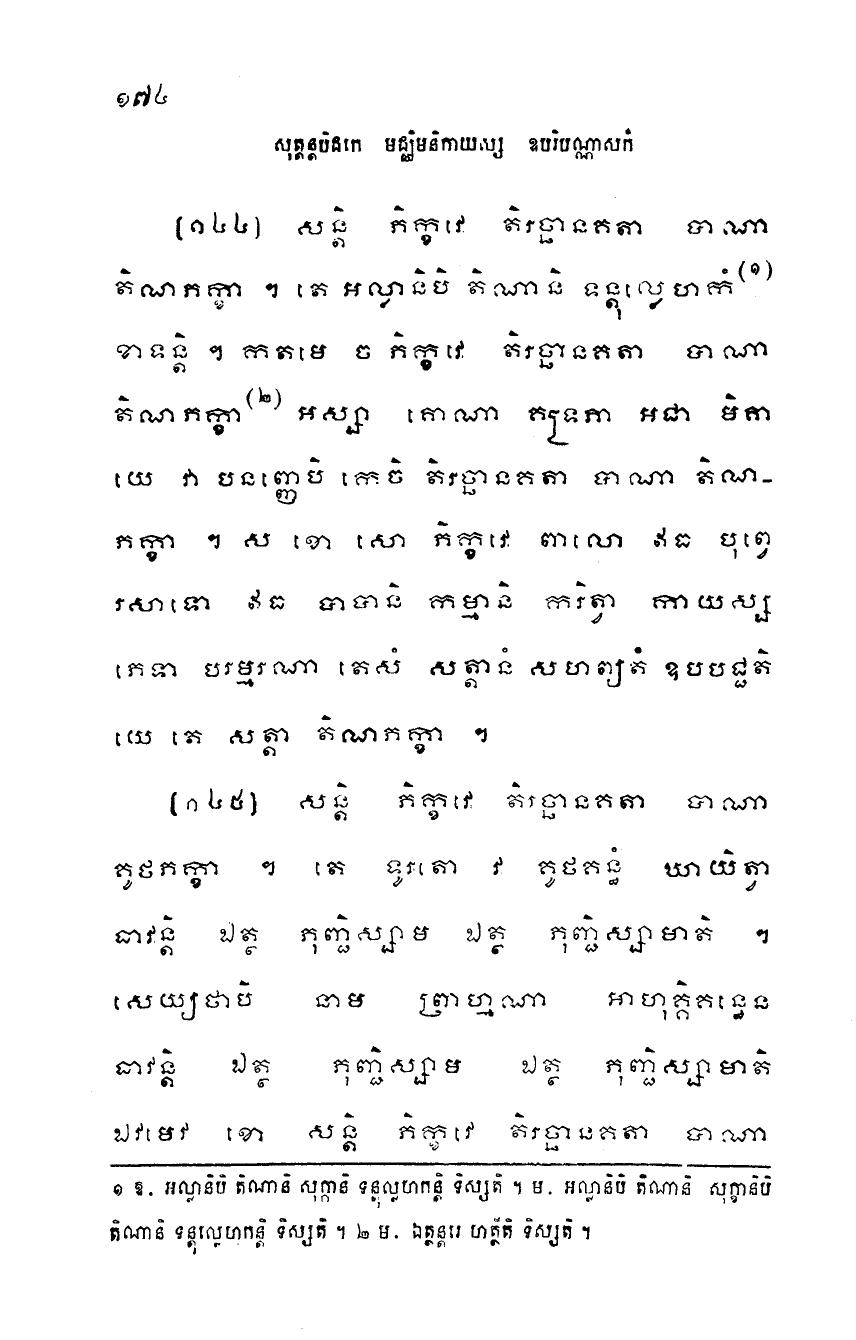 ១៧៤
សុត្តន្តបិដកេ មជ្ឈិមនិកាយស្ស ឧបរិបណ្ណាសកំ
[១៤៤] សន្តិ ភិក្ខវេ តិរច្ឆានគតា បាណា
តិណភក្ខា ។ តេ អល្លានិបិ តិណានិ ទន្តុល្លេហកំ(១)
ខាទន្តិ ។ កតមេ ច ភិក្ខវេ តិរច្ឆានគតា បាណា
តិណភក្ខា(២) អស្សា គោណា គទ្រភា អជា មិគា
យេ វា បនញ្ញេបិ កេចិ តិរច្ឆានគតា បាណា តិណ-
ភក្ខា ។ ស ខោ សោ ភិក្ខវេ ពាលោ ឥធ បុព្វេ
រសាទោ ឥធ បាបានិ កម្មានិ ករិត្វា កាយស្ស
ភេទា បរម្មរណា តេសំ សត្តានំ សហព្យតំ ឧបបជ្ជតិ
យេ តេ សត្តា តិណភក្ខា ។
[១៤៥] សន្តិ ភិក្ខវេ តិរច្ឆានគតា បាណា
គូថភក្ខា ។ តេ ទូរតោ វ គូថគន្ធំ ឃាយិត្វា
ធាវន្តិ ឯត្ថ ភុញ្ជិស្សាម ឯត្ថ ភុញ្ជិស្សាមាតិ ។
សេយ្យថាបិ នាម ព្រាហ្មណា អាហុតិគន្ធេន
ធាវន្តិ ឯត្ថ ភុញ្ជិស្សាម ឯត្ថ ភុញ្ជិស្សាមាតិ
ឯវមេវ ខោ សន្តិ ភិក្ខវេ តិរច្ឆានគតា បាណា
១ ឱ. អល្លានិបិ តិណានិ សុក្កានិ ទន្តុល្លហកន្តិ ទិស្សតិ ។ ម. អល្លានិបិ តិណានិ សុក្ខានិបិ
តិណានិ ទន្តុល្លេហកន្តិ ទិស្សតិ ។ ២ ម. ឯត្ថន្តរេ ហត្ថីតិ ទិស្សតិ ។